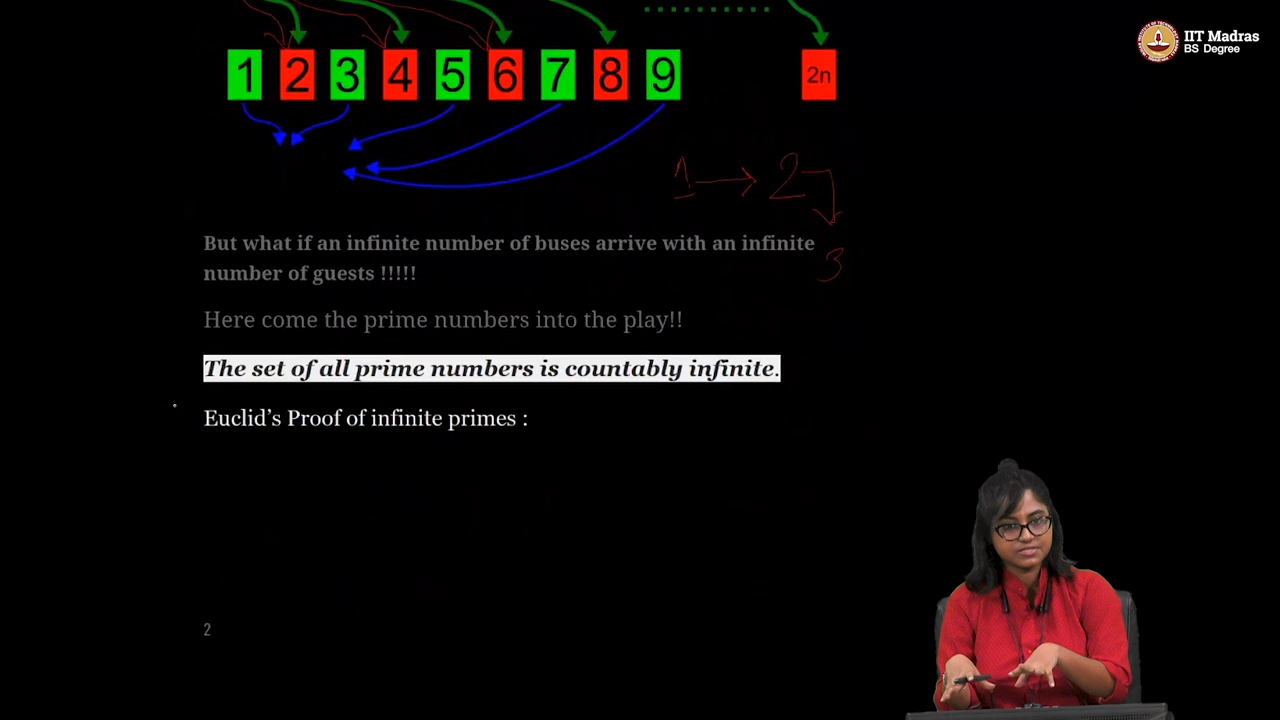 IIT Madras
BS Degree
1 2 3 4 5 6 7 8 9 2n
1 → 2
3
But what if an infinite number of buses arrive with an infinite
number of guests !!!!!
Here come the prime numbers into the play!!
The set of all prime numbers is countably infinite.
Euclid’s Proof of infinite primes :
2